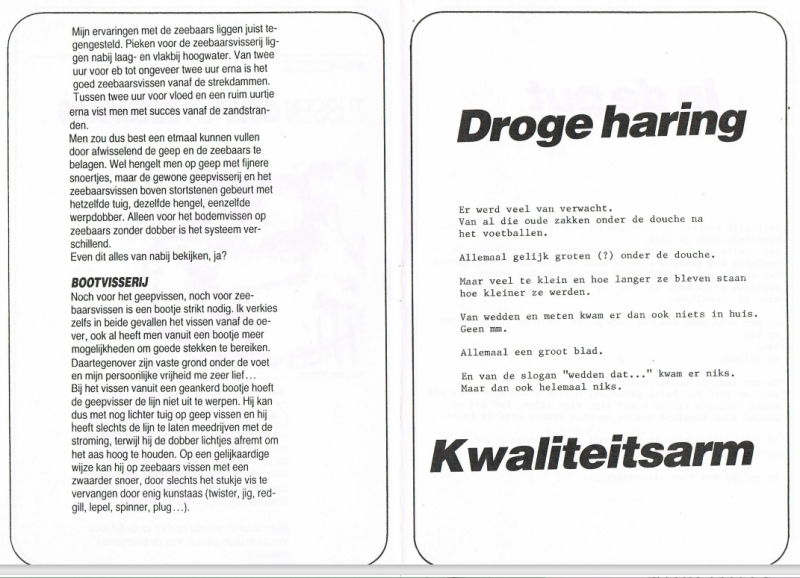 Mijn ervaringen met de zeebaars liggen juist te-
gengesteld. Pieken voor de zeebaarsvisserij lig-
gen nabij laag- en vlakbij hoogwater. Van twee
uur voor eb tot ongeveer twee uur erna is het
goed zeebaarsvissen vanaf de strekdammen.
Tussen twee uur voor vloed en een ruim uurtje
erna vist men met succes vanaf de zandstran-
den.
Men zou dus best een etmaal kunnen vullen
door afwisselend de geep en de zeebaars te
belagen. Wel hengelt men op geep met fijnere
snoertjes, maar de gewone geepvisserij en het
zeebaarsvissen boven stortstenen gebeurt met
hetzelfde tuig, dezelfde hengel, eenzelfde
werpdobber. Alleen voor het bodemvissen op
zeebaars zonder dobber is het systeem ver-
schillend.
Even dit alles van nabij bekijken, ja?
BOOTVISSERIJ
Noch voor het geepvissen, noch voor zee-
baarsvissen is een bootje strikt nodig. Ik verkies
zelfs in beide gevallen het vissen vanaf de oe-
ver, ook al heeft men vanuit een bootje meer
mogelijkheden om goede stekken te bereiken.
Daartegenover zijn vaste grond onder de voet
en mijn persoonlijke vrijheid me zeer lief...
Bij het vissen vanuit een geankerd bootje hoeft
de geepvisser de lijn niet uit te werpen. Hij kan
dus met nog lichter tuig op geep vissen en hij
heeft slechts de lijn te laten meedrijven met de
stroming, terwijl hij de dobber lichtjes afremt om
het aas hoog te houden. Op een gelijkaardige
wijze kan hij op zeebaars vissen met een
zwaarder snoer, door slechts het stukje vis te
vervangen door enig kunstaas (twister, jig, red-
gill, lepel, spinner, plug...).
Droge haring
Er werd veel van verwacht.
Van al die oude zakken onder de douche na
het voetballen.
Allemaal gelijk groten (?) onder de douche.
Maar veel te klein en hoe langer ze bleven staan
hoe kleiner ze werden.
Van wedden en meten kwam er dan ook niets in huis.
Geen mm.
Allemaal een groot blad.
En van de slogan "wedden dat..." kwam er niks.
Maar dan ook helemaal niks.
Kwaliteitsarm